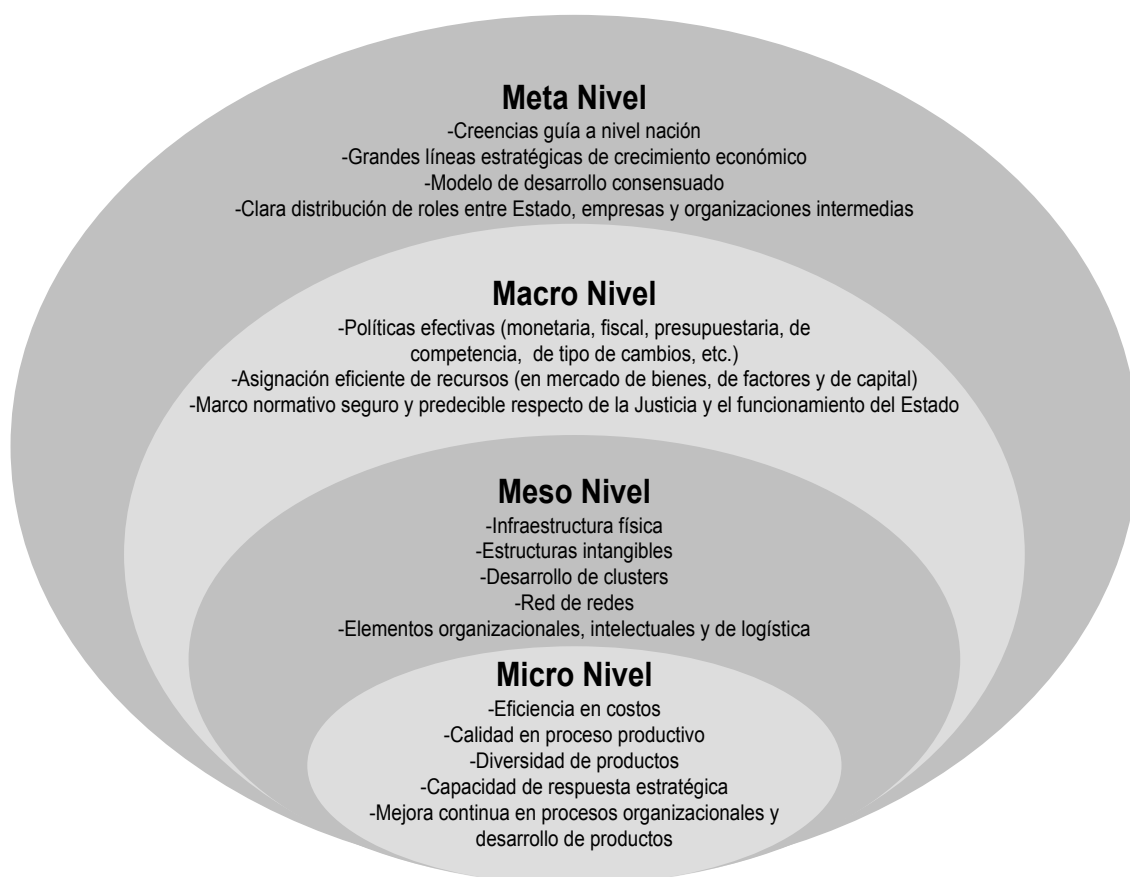 Meta Nivel
-Creencias guía a nivel nación
-Grandes líneas estratégicas de crecimiento económico
-Modelo de desarrollo consensuado
-Clara distribución de roles entre Estado, empresas y organizaciones intermedias
Macro Nivel
-Políticas efectivas (monetaria, fiscal, presupuestaria, de
competencia, de tipo de cambios, etc.)
-Asignación eficiente de recursos (en mercado de bienes, de factores y de capital)
-Marco normativo seguro y predecible respecto de la Justicia y el funcionamiento del Estado
Meso Nivel
-Infraestructura física
-Estructuras intangibles
-Desarrollo de clusters
-Red de redes
-Elementos organizacionales, intelectuales y de logística
Micro Nivel
-Eficiencia en costos
-Calidad en proceso productivo
-Diversidad de productos
-Capacidad de respuesta estratégica
-Mejora continua en procesos organizacionales y
desarrollo de productos